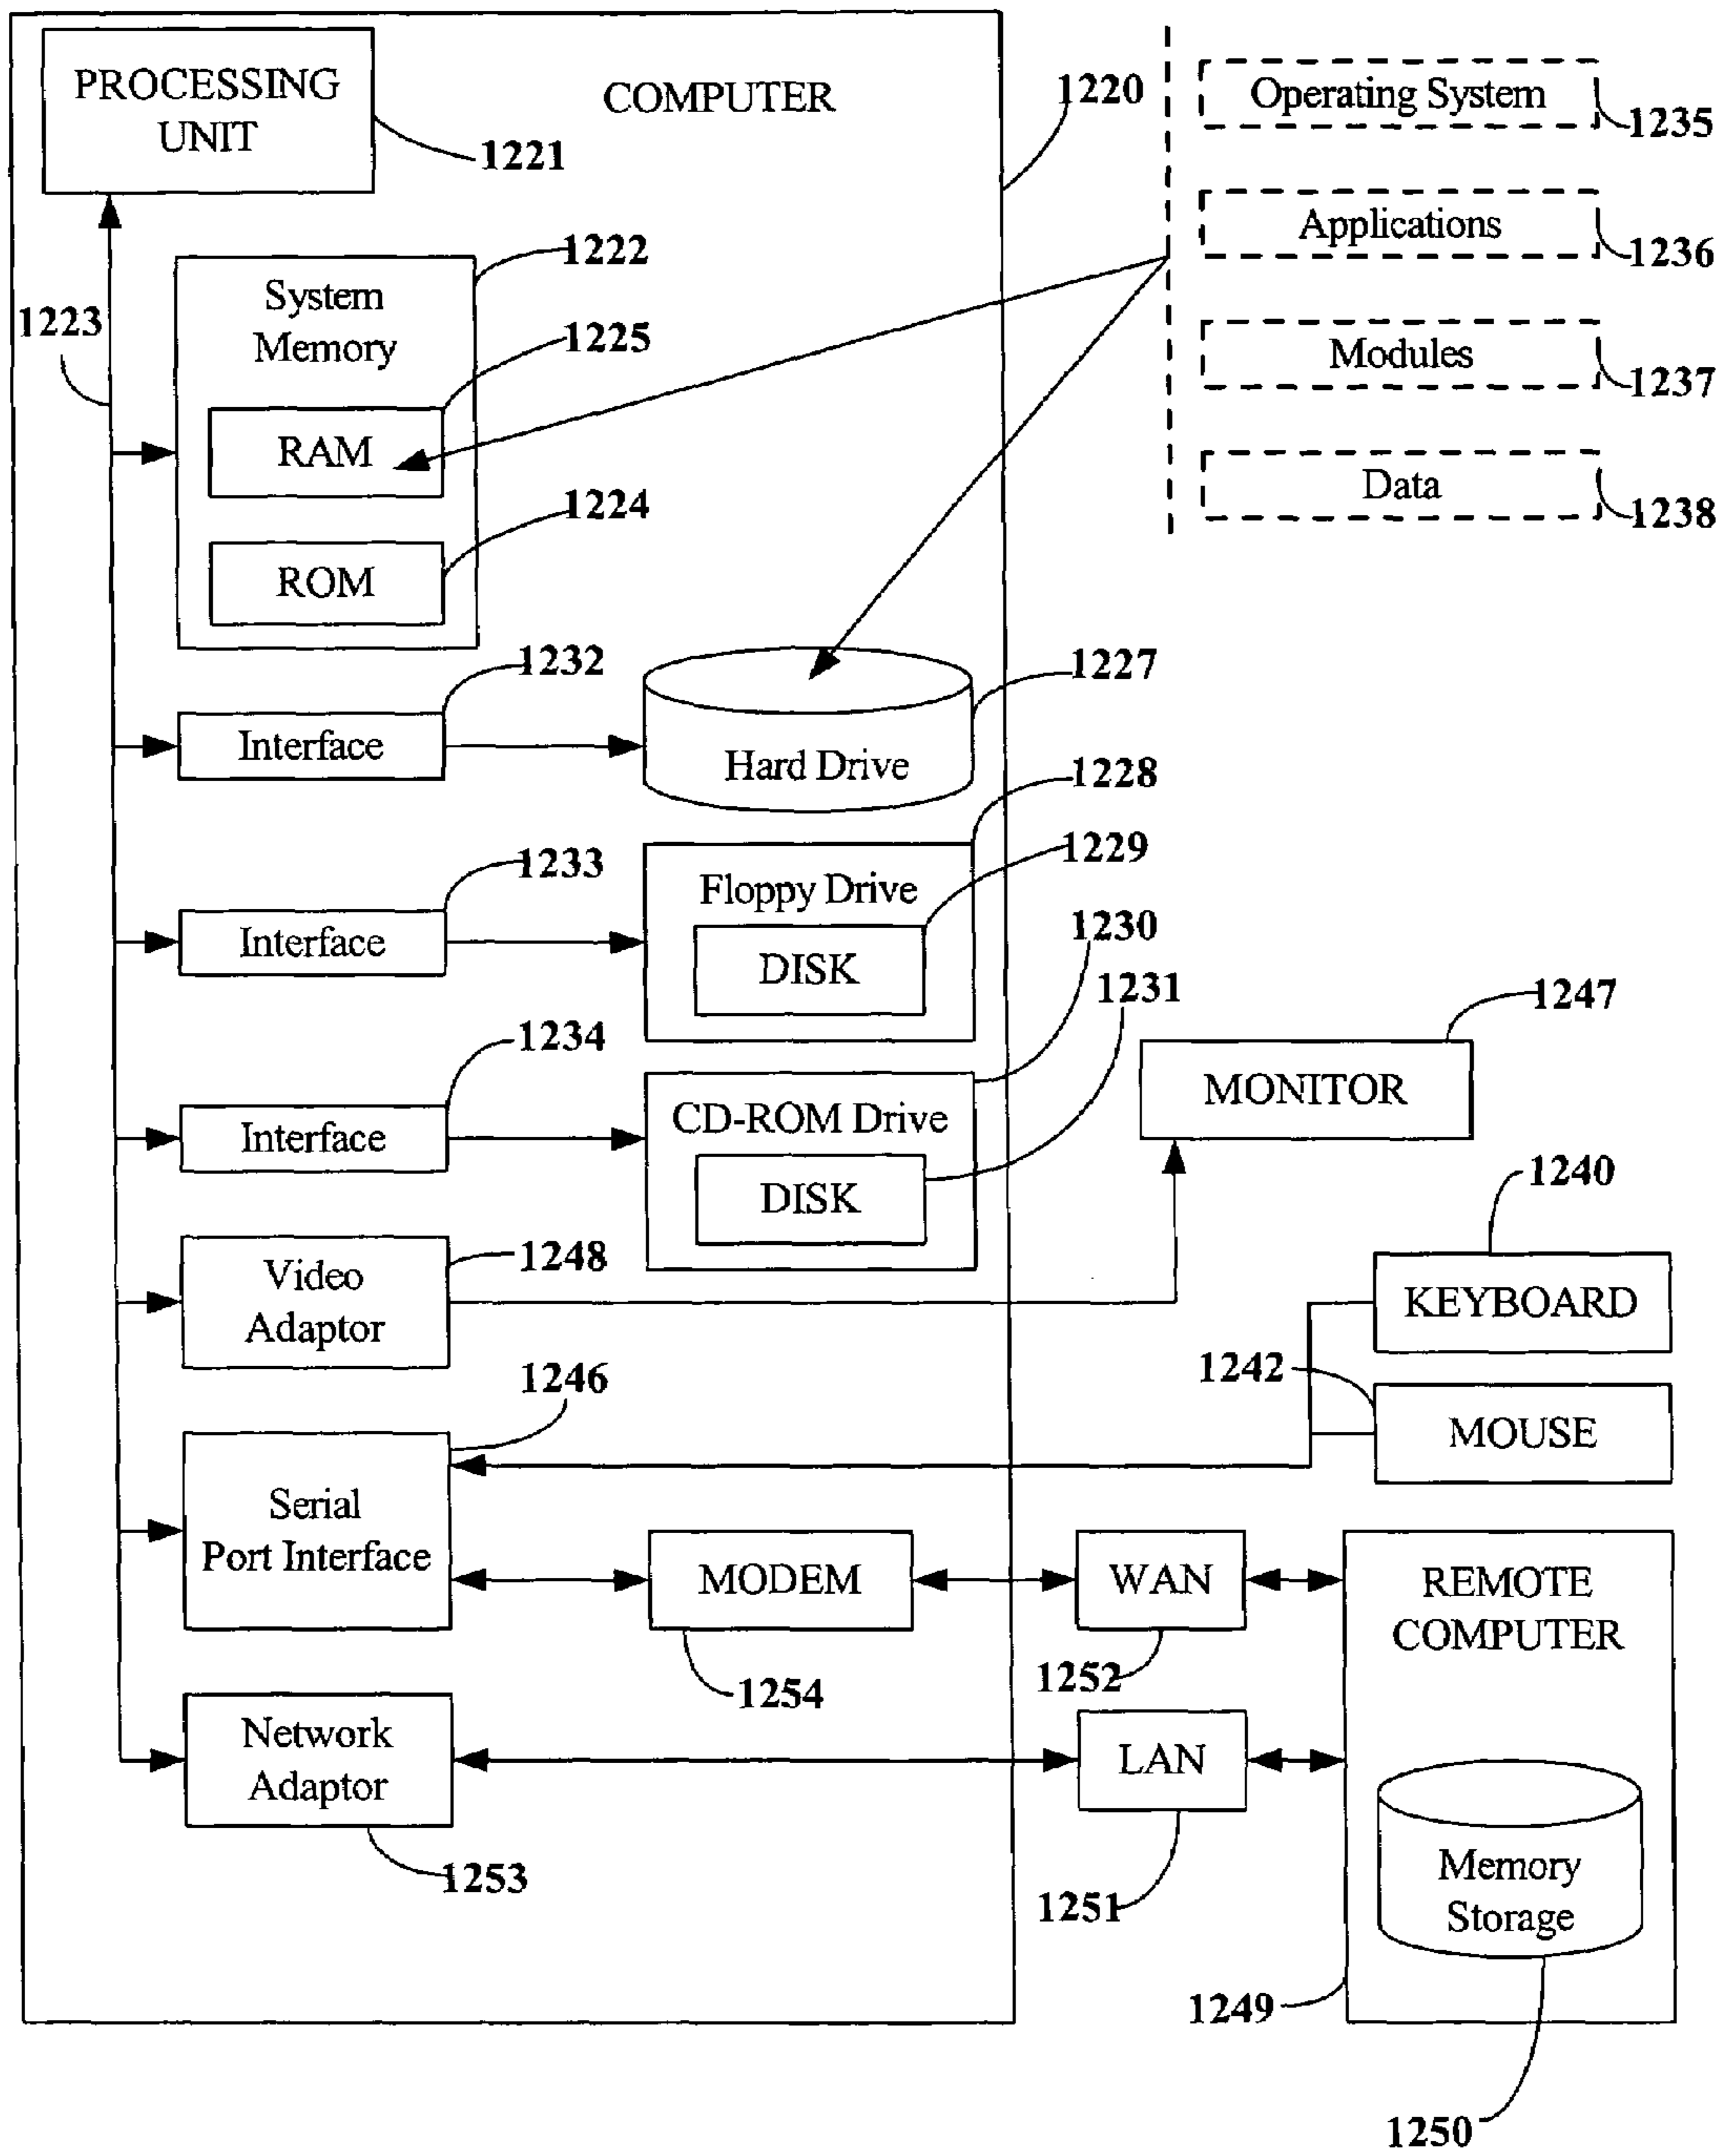 PROCESSING
UNIT
COMPUTER
1220
1221
Operating System
1235
Applications
1236
Modules
1237
Data
1238
1222
System
Memory
1223
1225
RAM
1224
ROM
1232
Interface
1227
Hard Drive
1228
1233
Interface
1229
Floppy Drive
DISK
1230
1231
1234
Interface
CD-ROM Drive
DISK
1247
MONITOR
1240
KEYBOARD
1248
Video
Adaptor
1242
MOUSE
1246
Serial
Port Interface
MODEM
1254
WAN
1252
REMOTE
COMPUTER
Network
Adaptor
1253
LAN
1251
Memory
Storage
1249
1250